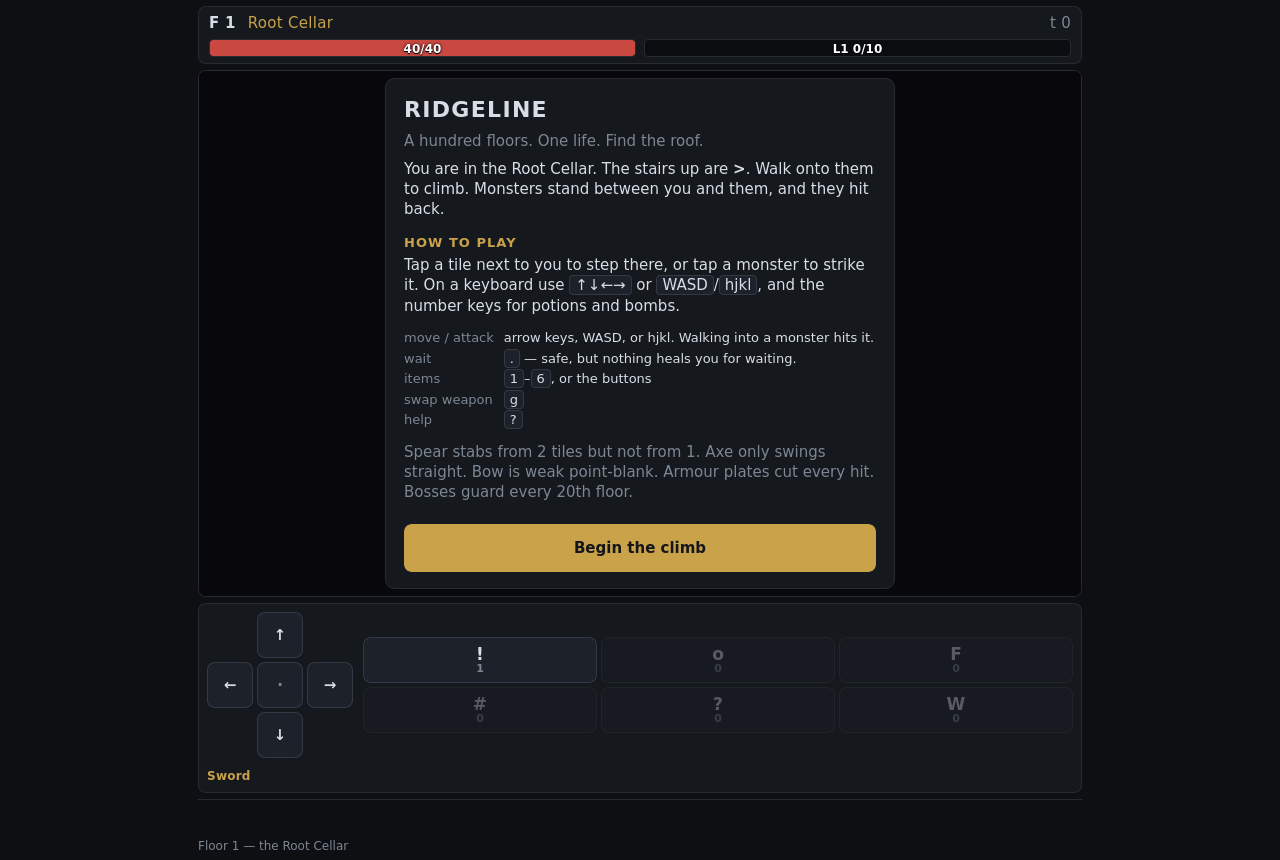 F 1 Root Cellar t 0
40/40 L1 0/10
RIDGELINE
A hundred floors. One life. Find the roof.
You are in the Root Cellar. The stairs up are >. Walk onto them
to climb. Monsters stand between you and them, and they hit
back.
HOW TO PLAY
Tap a tile next to you to step there, or tap a monster to strike
it. On a keyboard use ↑↓←→ or WASD/hjkl, and the
number keys for potions and bombs.
move / attack arrow keys, WASD, or hjkl. Walking into a monster hits it.
wait . — safe, but nothing heals you for waiting.
items 1–6, or the buttons
swap weapon g
help ?
Spear stabs from 2 tiles but not from 1. Axe only swings
straight. Bow is weak point-blank. Armour plates cut every hit.
Bosses guard every 20th floor.
Begin the climb
↑
← · →
↓
! o F
1 0 0
# ? W
0 0 0
Sword
Floor 1 — the Root Cellar